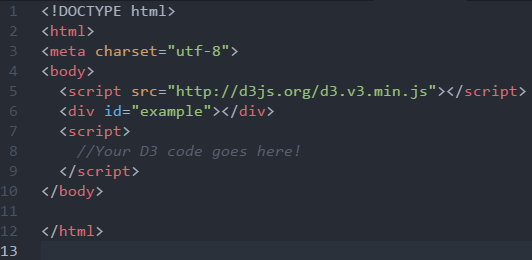 1 <!DOCTYPE html>
2 <html>
3 <meta charset="utf-8">
4 <body>
5   <script src="http://d3js.org/d3.v3.min.js"></script>
6   <div id="example"></div>
7   <script>
8     //Your D3 code goes here!
9   </script>
10 </body>
11
12 </html>
13